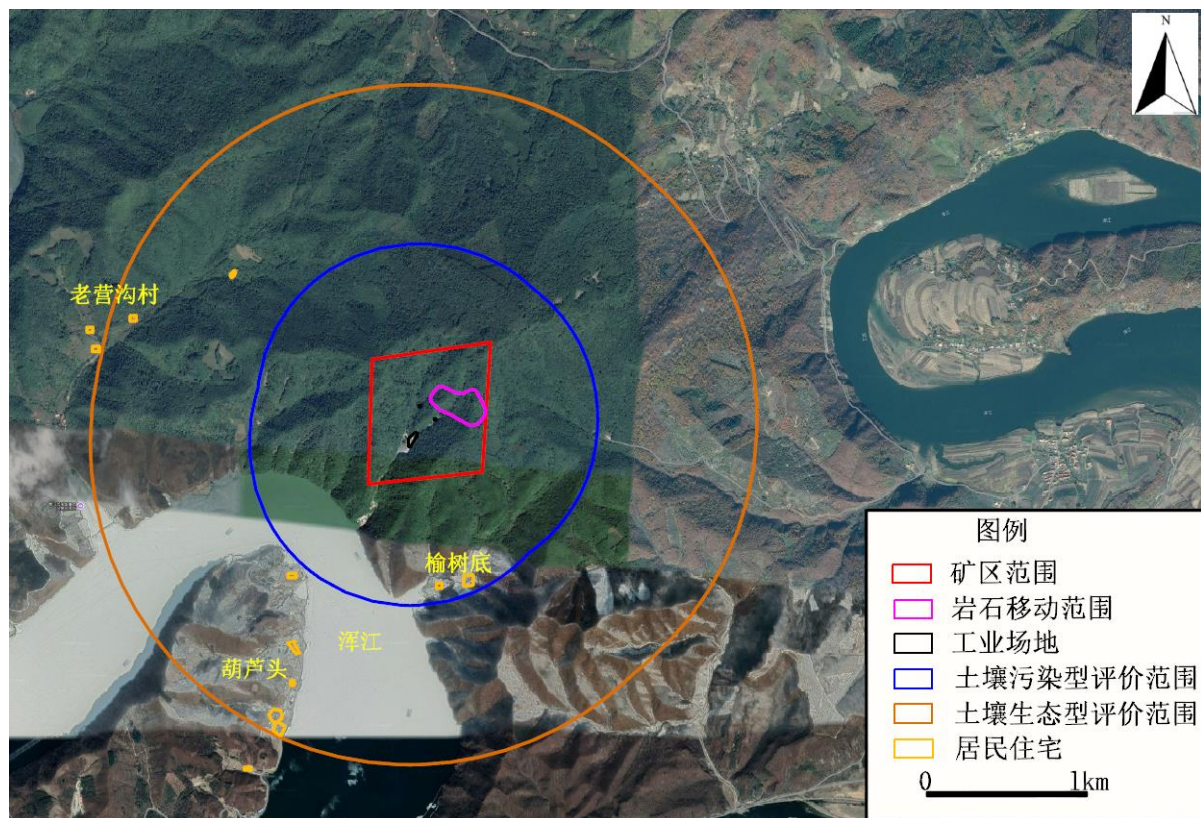 N
老营沟村
榆树底
浑江
葫芦头
图例
矿区范围
岩石移动范围
工业场地
土壤污染型评价范围
土壤生态型评价范围
居民住宅
0 1km